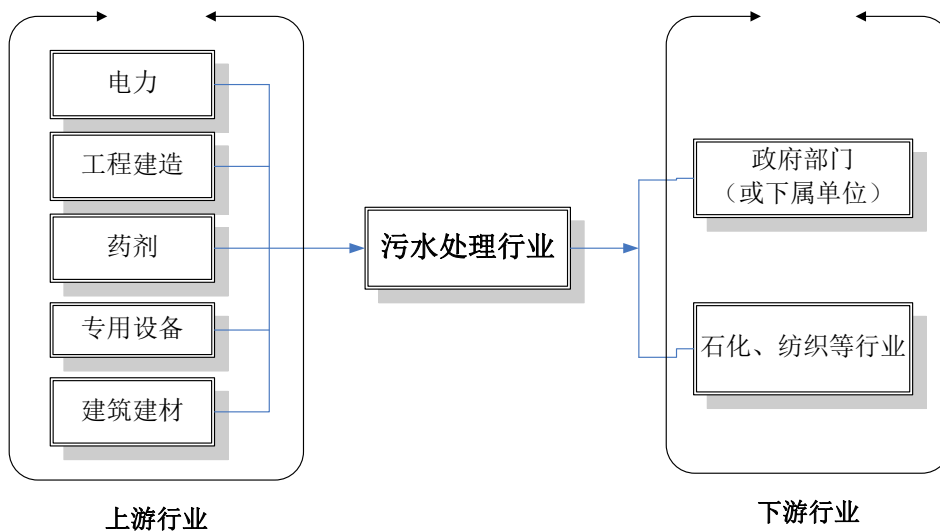 电力
工程建造
药剂
专用设备
建筑建材
上游行业
污水处理行业
政府部门
（或下属单位）
石化、纺织等行业
下游行业